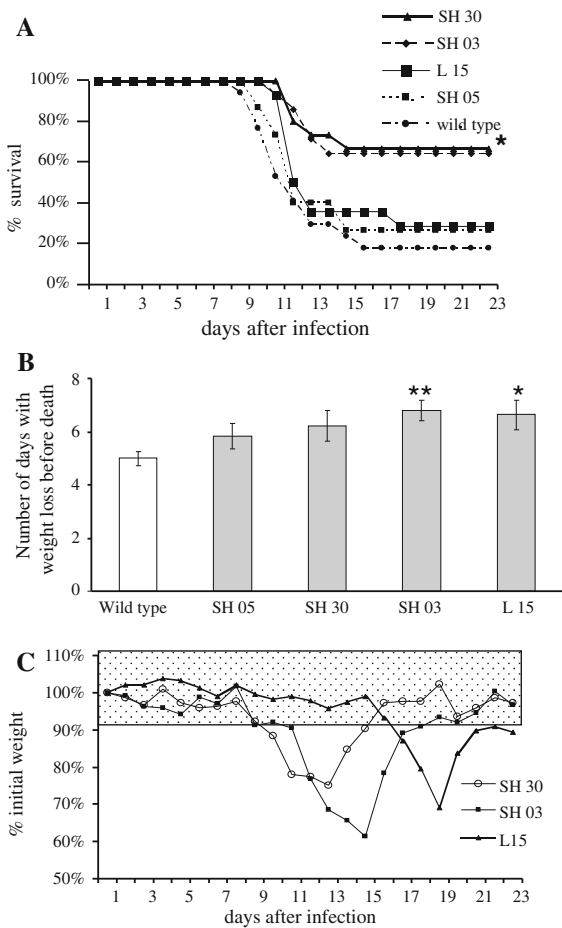 A
SH 30
SH 03
L 15
SH 05
wild type
100%
80%
60%
40%
20%
0%
% survival
*
1 3 5 7 9 11 13 15 17 19 21 23
days after infection
B
8
6
4
2
0
Number of days with
weight loss before death
** *
Wild type SH 05 SH 30 SH 03 L 15
C
110%
100%
90%
80%
70%
60%
50%
% initial weight
SH 30
SH 03
L15
1 3 5 7 9 11 13 15 17 19 21 23
days after infection